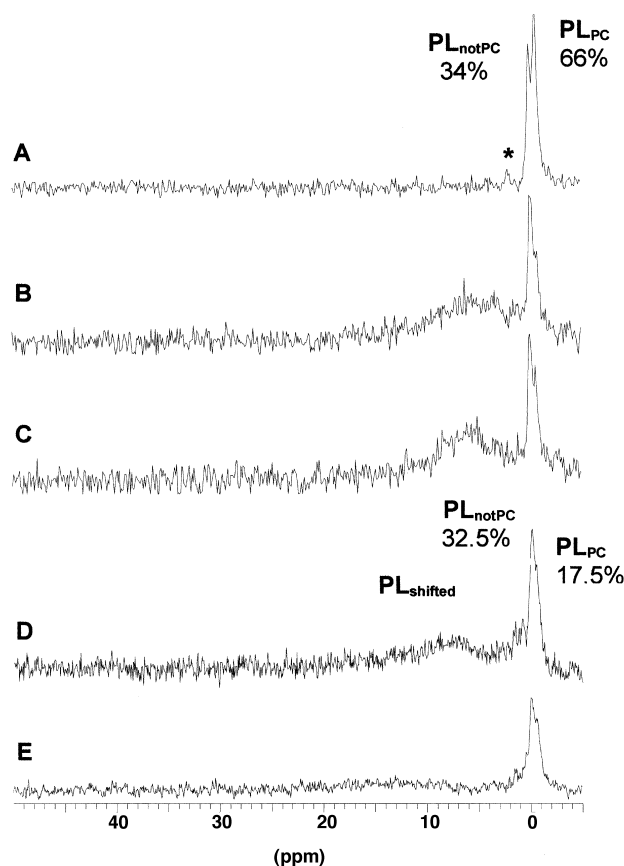 PLnotPC
34%
PLPC
66%
A
*
B
C
PLnotPC
32.5%
PLPC
17.5%
PLshifted
D
E
40 30 20 10 0
(ppm)